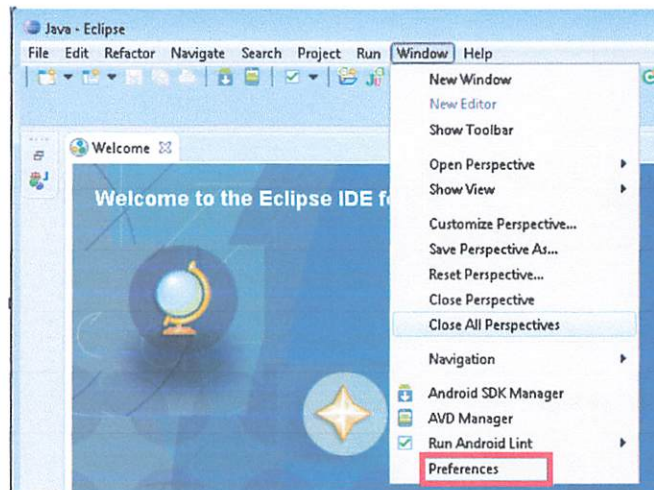 Java - Eclipse
File Edit Refactor Navigate Search Project Run Window Help
New Window
New Editor
Show Toolbar
Welcome
Open Perspective
Show View
Welcome to the Eclipse IDE f
Customize Perspective...
Save Perspective As...
Reset Perspective...
Close Perspective
Close All Perspectives
Navigation
Android SDK Manager
AVD Manager
Run Android Lint
Preferences